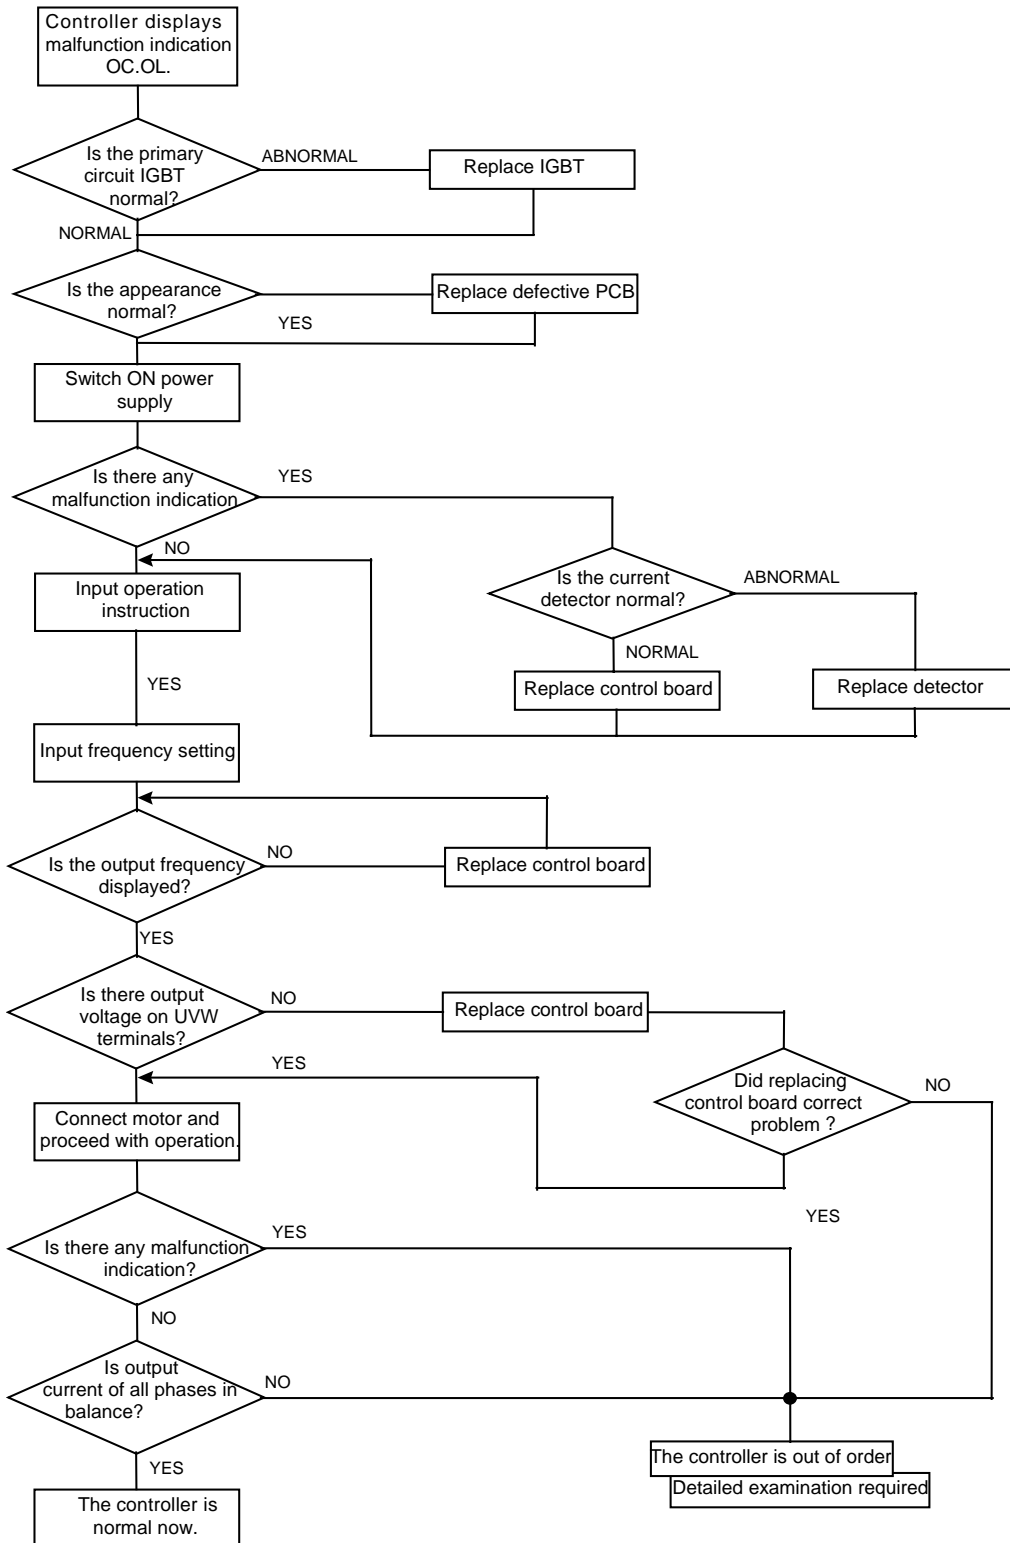 Controller displays
malfunction indication
OC.OL.
Is the primary
circuit IGBT
normal?
ABNORMAL
Replace IGBT
NORMAL
Is the appearance
normal?
Replace defective PCB
YES
Switch ON power
supply
Is there any
malfunction indication
YES
NO
Input operation
instruction
Is the current
detector normal?
ABNORMAL
NORMAL
Replace control board
Replace detector
YES
Input frequency setting
Is the output frequency
displayed?
NO
Replace control board
YES
Is there output
voltage on UVW
terminals?
NO
Replace control board
YES
Did replacing
control board correct
problem ?
NO
Connect motor and
proceed with operation.
YES
Is there any malfunction
indication?
YES
NO
Is output
current of all phases in
balance?
NO
The controller is out of order
Detailed examination required
YES
The controller is
normal now.